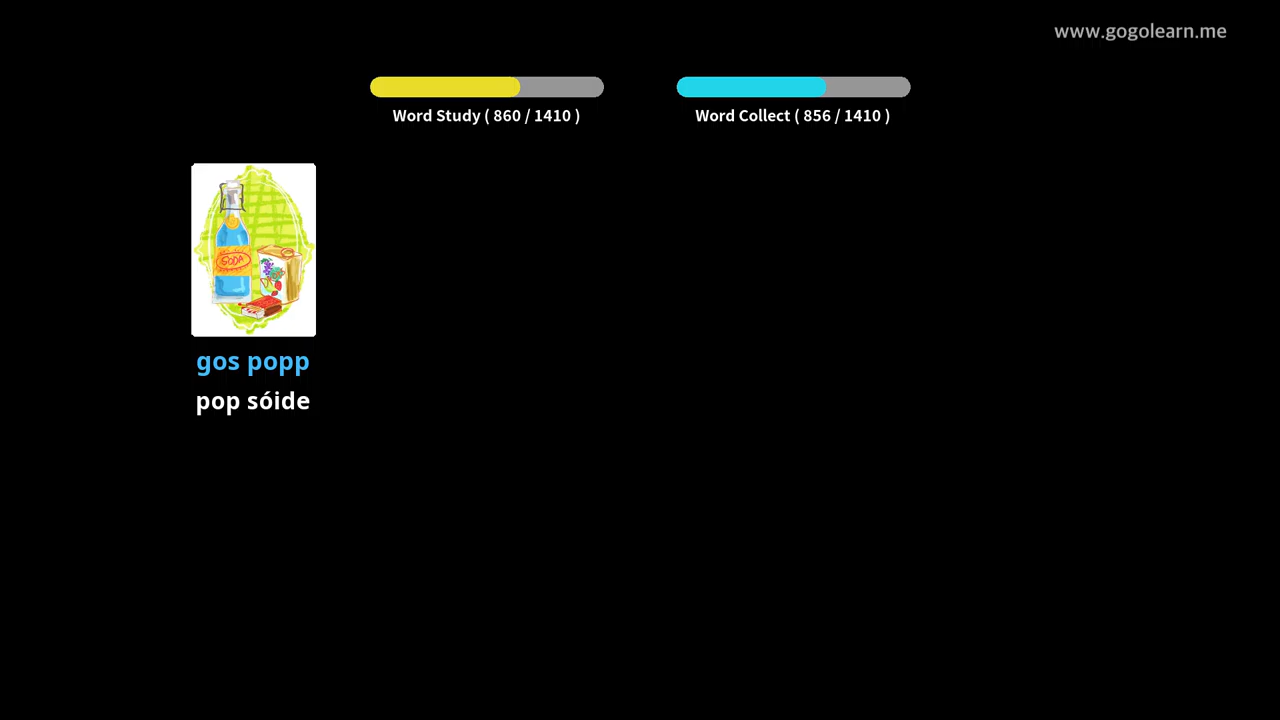 www.gogolearn.me
Word Study ( 860 / 1410 )
Word Collect ( 856 / 1410 )
SODA
gos popp
pop sóide